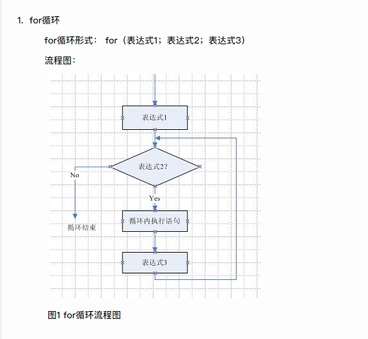 1. for循环
for循环形式： for（表达式1；表达式2；表达式3）
流程图：
表达式1
表达式2?
No
Yes
循环内执行语句
循环结束
表达式3
图1 for循环流程图